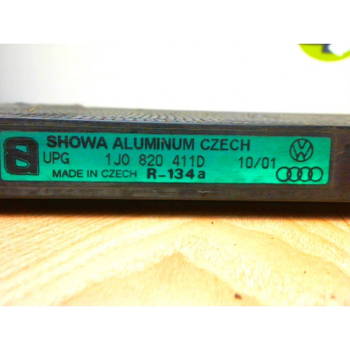 SHOWA ALUMINUM CZECH
UPG 1J0 820 411D 10/01
MADE IN CZECH R-134a